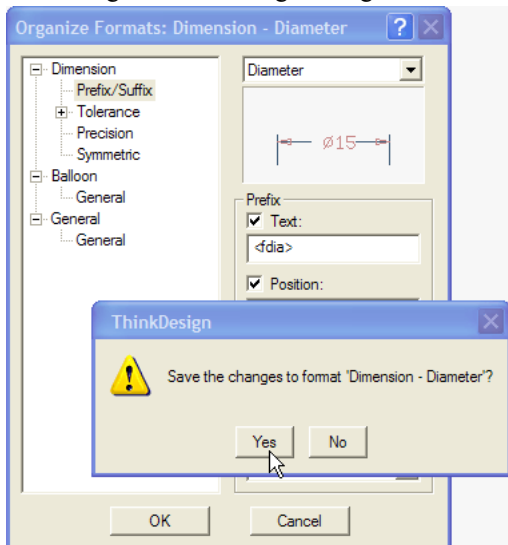 Organize Formats: Dimension - Diameter
Dimension
Prefix/Suffix
Tolerance
Precision
Symmetric
Balloon
General
General
General
Diameter
ø15
Prefix
Text:
<fdia>
Position:
ThinkDesign
Save the changes to format 'Dimension - Diameter'?
Yes
No
OK
Cancel